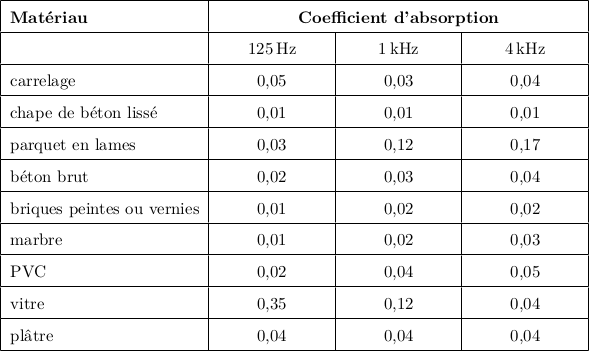 Matériau Coefficient d'absorption
125 Hz 1 kHz 4 kHz
carrelage 0,05 0,03 0,04
chape de béton lissé 0,01 0,01 0,01
parquet en lames 0,03 0,12 0,17
béton brut 0,02 0,03 0,04
briques peintes ou vernies 0,01 0,02 0,02
marbre 0,01 0,02 0,03
PVC 0,02 0,04 0,05
vitre 0,35 0,12 0,04
plâtre 0,04 0,04 0,04